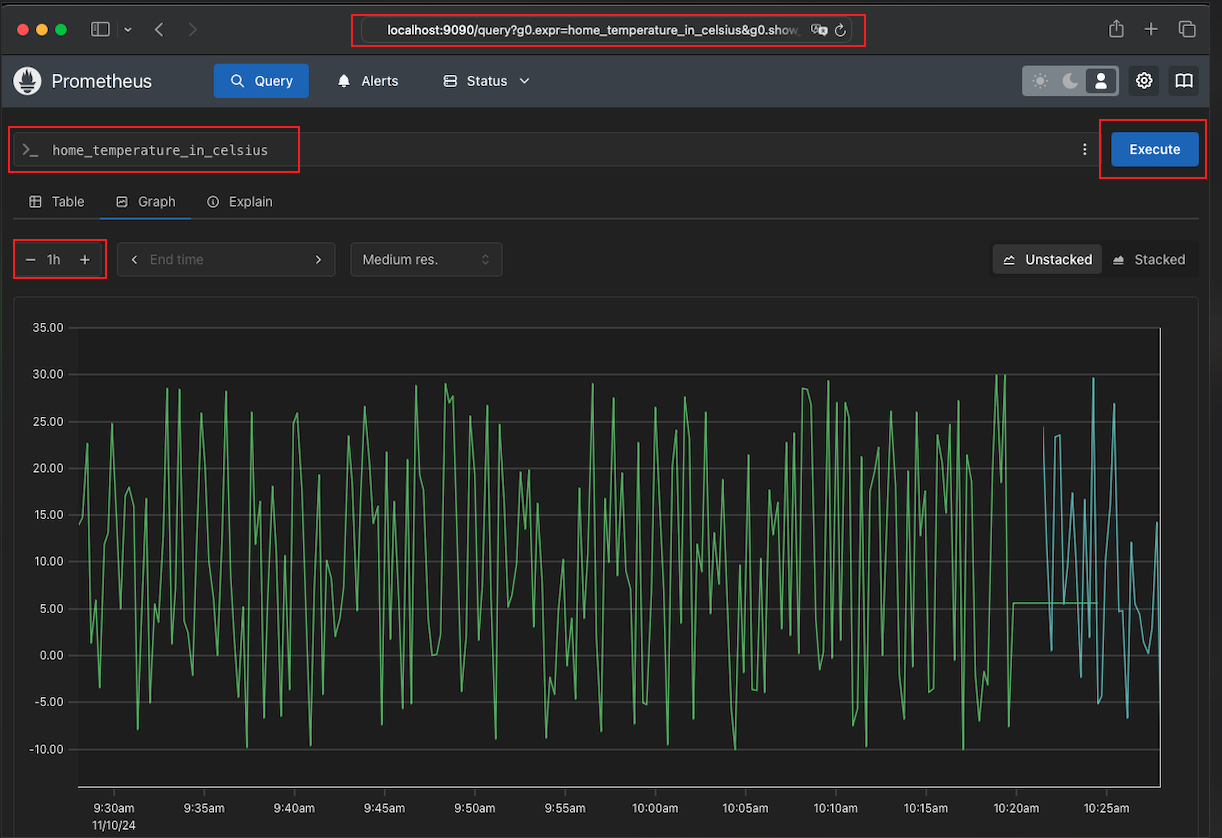 localhost:9090/query?g0.expr=home_temperature_in_celsius&g0.show_
Prometheus
Query
Alerts
Status
>_ home_temperature_in_celsius
Execute
Table
Graph
Explain
− 1h +
< End time >
Medium res.
Unstacked
Stacked
35.00
30.00
25.00
20.00
15.00
10.00
5.00
0.00
-5.00
-10.00
9:30am 9:35am 9:40am 9:45am 9:50am 9:55am 10:00am 10:05am 10:10am 10:15am 10:20am 10:25am
11/10/24